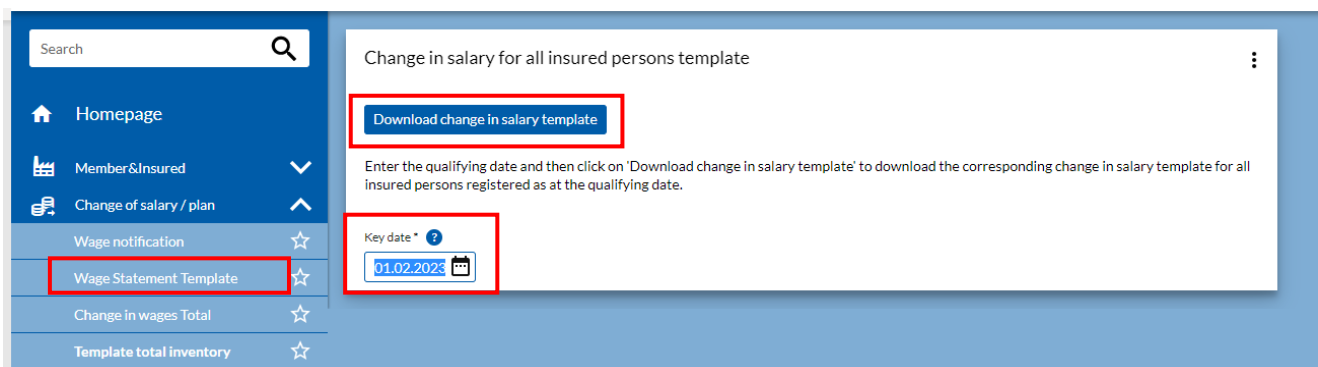 Search
Homepage
Member&Insured
Change of salary / plan
Wage notification
Wage Statement Template
Change in wages Total
Template total inventory
Change in salary for all insured persons template
Download change in salary template
Enter the qualifying date and then click on 'Download change in salary template' to download the corresponding change in salary template for all
insured persons registered as at the qualifying date.
Key date * ?
01.02.2023